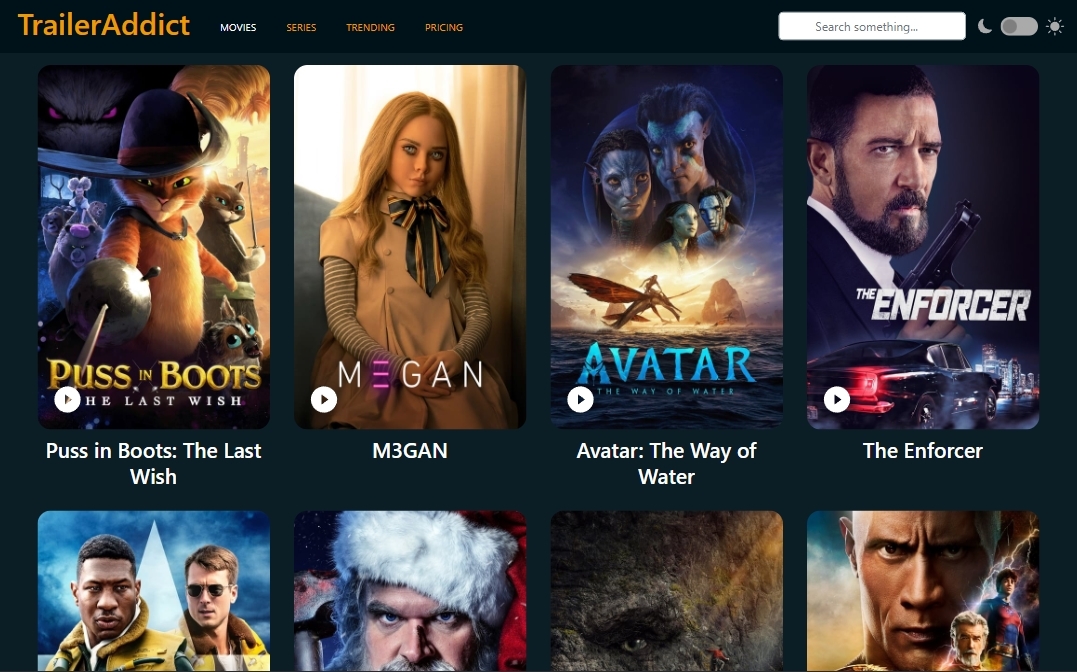 TrailerAddict
MOVIES
SERIES
TRENDING
PRICING
Search something...
PUSS IN BOOTS
HE LAST WISH
M3GAN
AVATAR
THE WAY OF WATER
THE ENFORCER
Puss in Boots: The Last
Wish
M3GAN
Avatar: The Way of
Water
The Enforcer